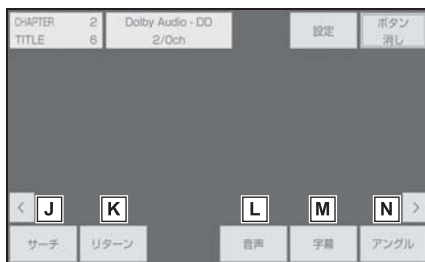 CHAPTER 2
TITLE 6
Dolby Audio - DD
2/0ch
設定
ボタン
消し
< J K L M N >
サーチ リターン 音声 字幕 アングル